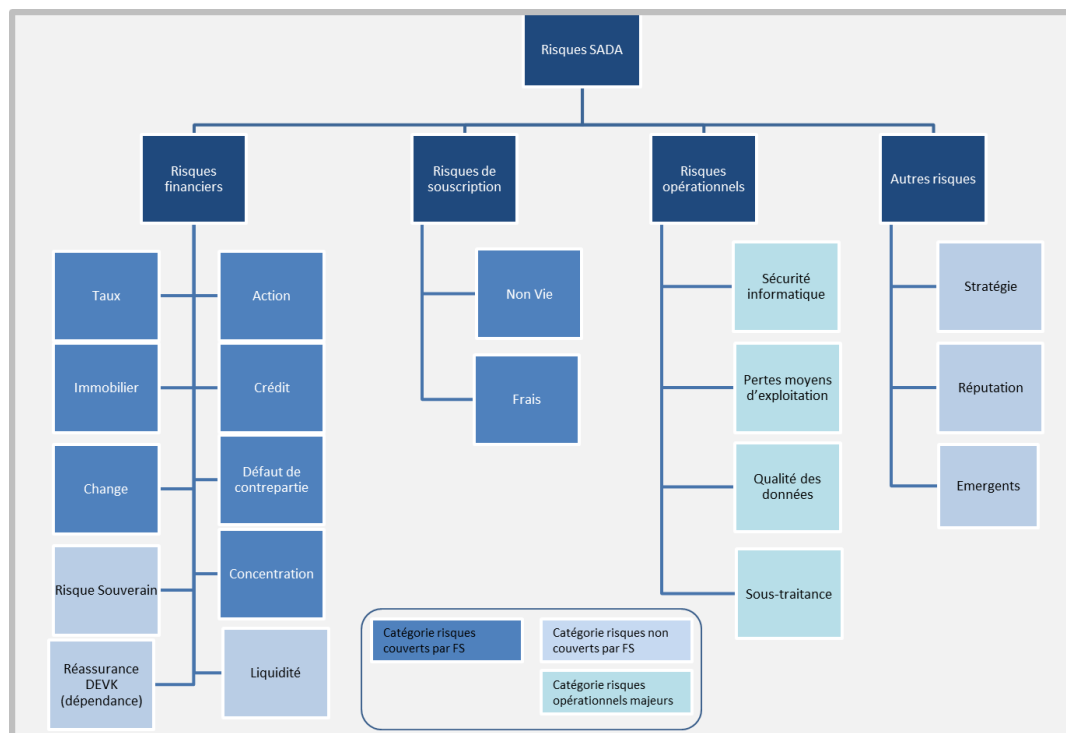 Risques SADA
Risques
financiers
Risques de
souscription
Risques
opérationnels
Autres risques
Taux
Action
Immobilier
Crédit
Change
Défaut de
contrepartie
Risque Souverain
Concentration
Réassurance
DEVK
(dépendance)
Liquidité
Non Vie
Frais
Sécurité
informatique
Pertes moyens
d'exploitation
Qualité des
données
Sous-traitance
Stratégie
Réputation
Emergents
Catégorie risques
couverts par FS
Catégorie risques non
couverts par FS
Catégorie risques
opérationnels majeurs